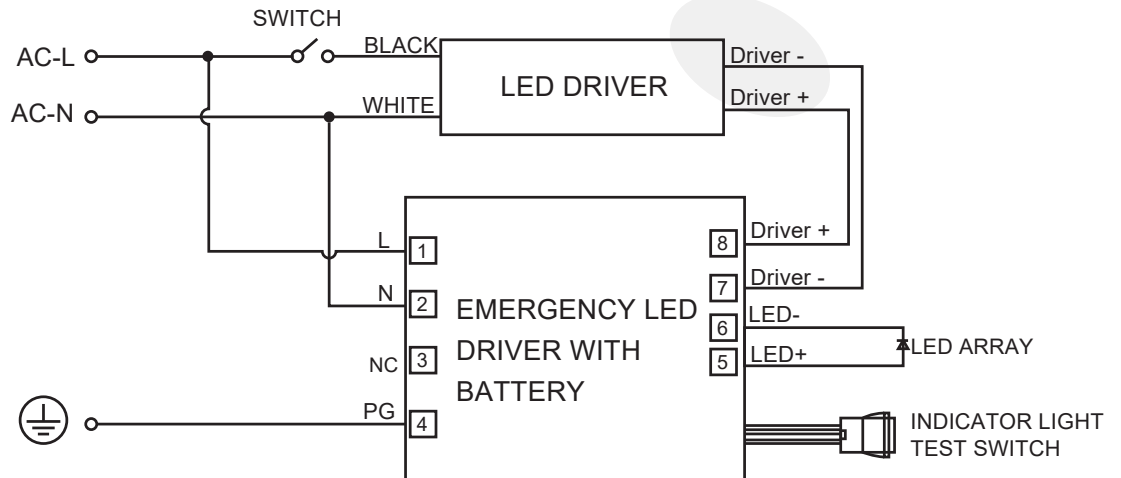 SWITCH
AC-L
BLACK
Driver -
LED DRIVER
AC-N
WHITE
Driver +
L
1
8
Driver +
N
2
7
Driver -
EMERGENCY LED
DRIVER WITH
BATTERY
6
LED-
NC
3
5
LED+
LED ARRAY
PG
4
INDICATOR LIGHT
TEST SWITCH